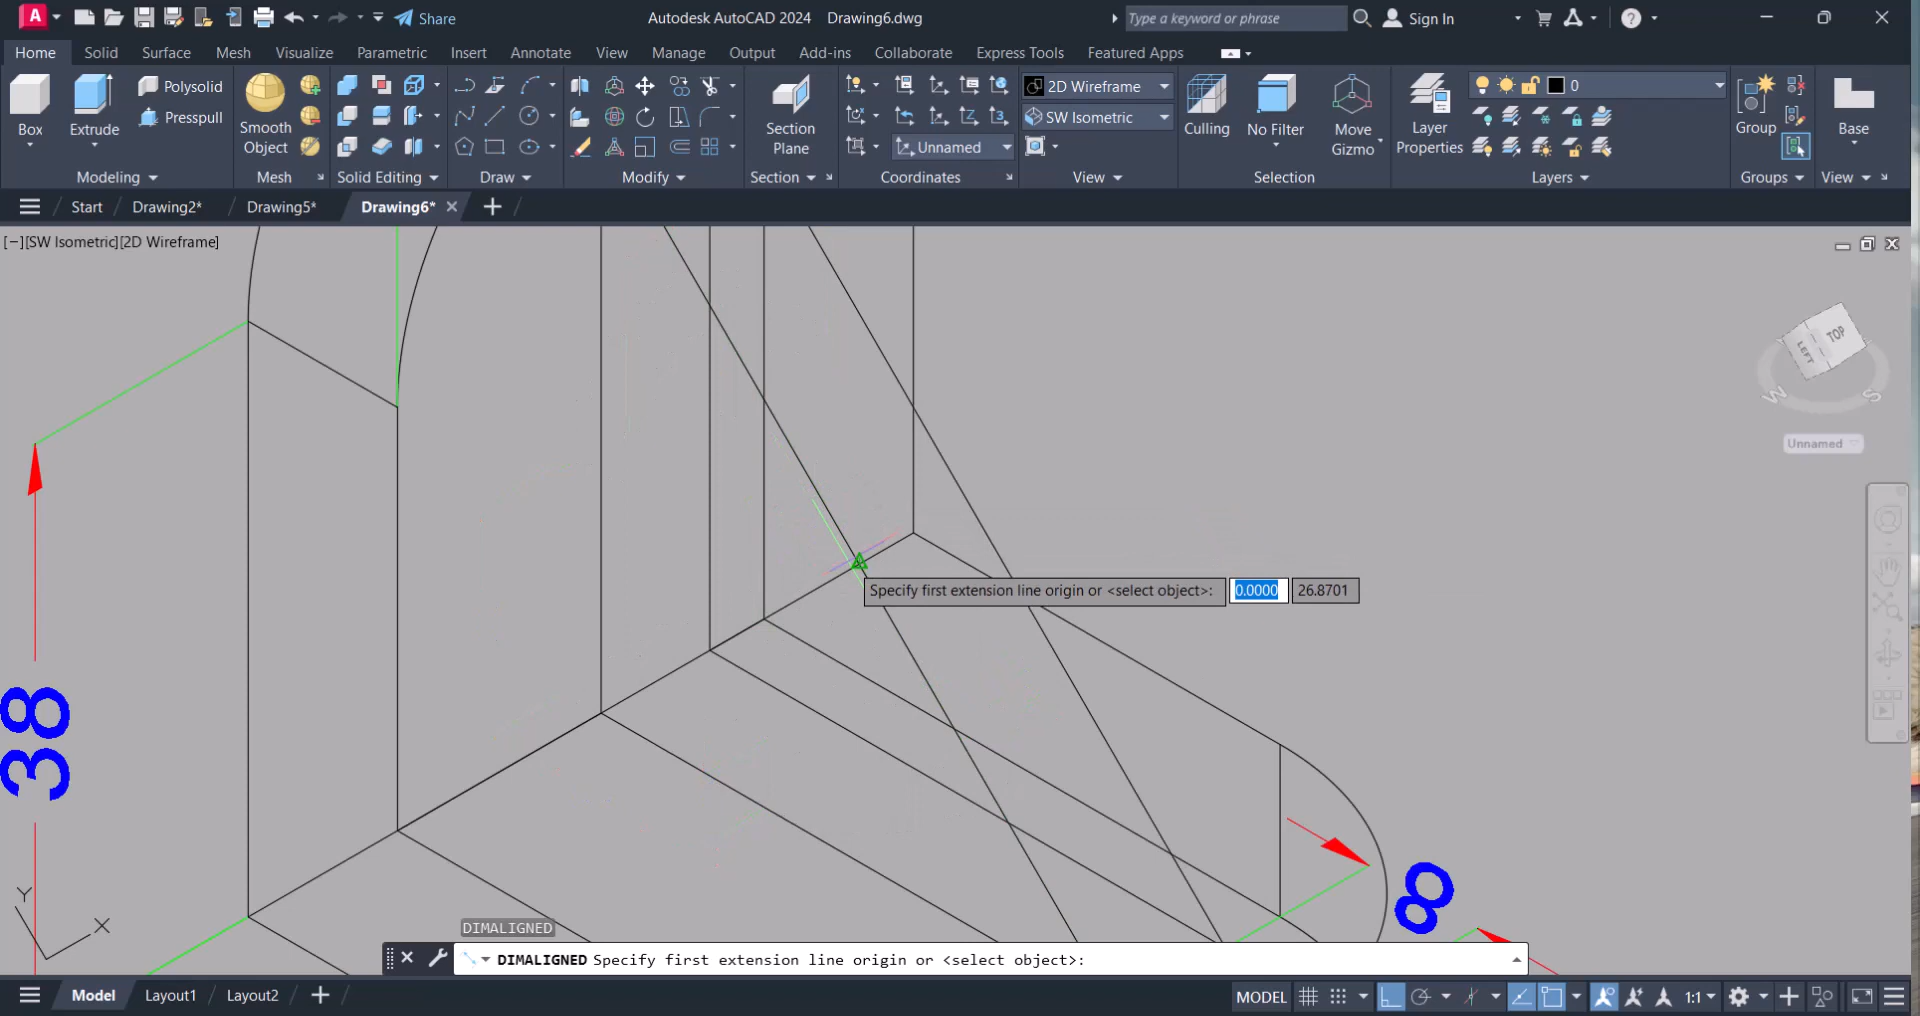 Share
Autodesk AutoCAD 2024 Drawing6.dwg
Type a keyword or phrase
Sign In
Home Solid Surface Mesh Visualize Parametric Insert Annotate View Manage Output Add-ins Collaborate Express Tools Featured Apps
Box
Extrude
Polysolid
Presspull
Modeling
Smooth
Object
Mesh
Solid Editing
Draw
Modify
Section
Plane
Section
Unnamed
Coordinates
2D Wireframe
SW Isometric
View
Culling
No Filter
Move
Gizmo
Selection
Layer
Properties
0
Layers
Group
Groups
Base
View
Start Drawing2* Drawing5* Drawing6*
[−][SW Isometric][2D Wireframe]
TOP
LEFT
W
S
Unnamed
Specify first extension line origin or <select object>: 0.0000 26.8701
38
8
Y
X
DIMALIGNED
DIMALIGNED Specify first extension line origin or <select object>:
Model Layout1 Layout2
MODEL
1:1